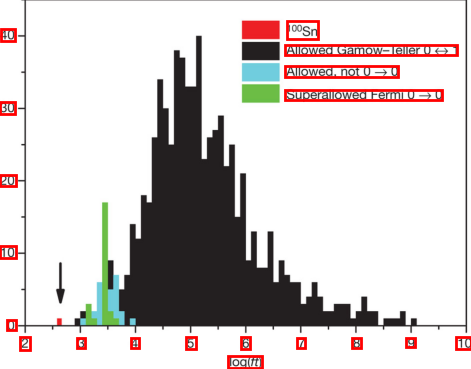 40
30
20
10
0
100Sn
Allowed Gamow–Teller 0 ↔ 1
Allowed, not 0 → 0
Superallowed Fermi 0 → 0
2 3 4 5 6 7 8 9 10
log(ft)